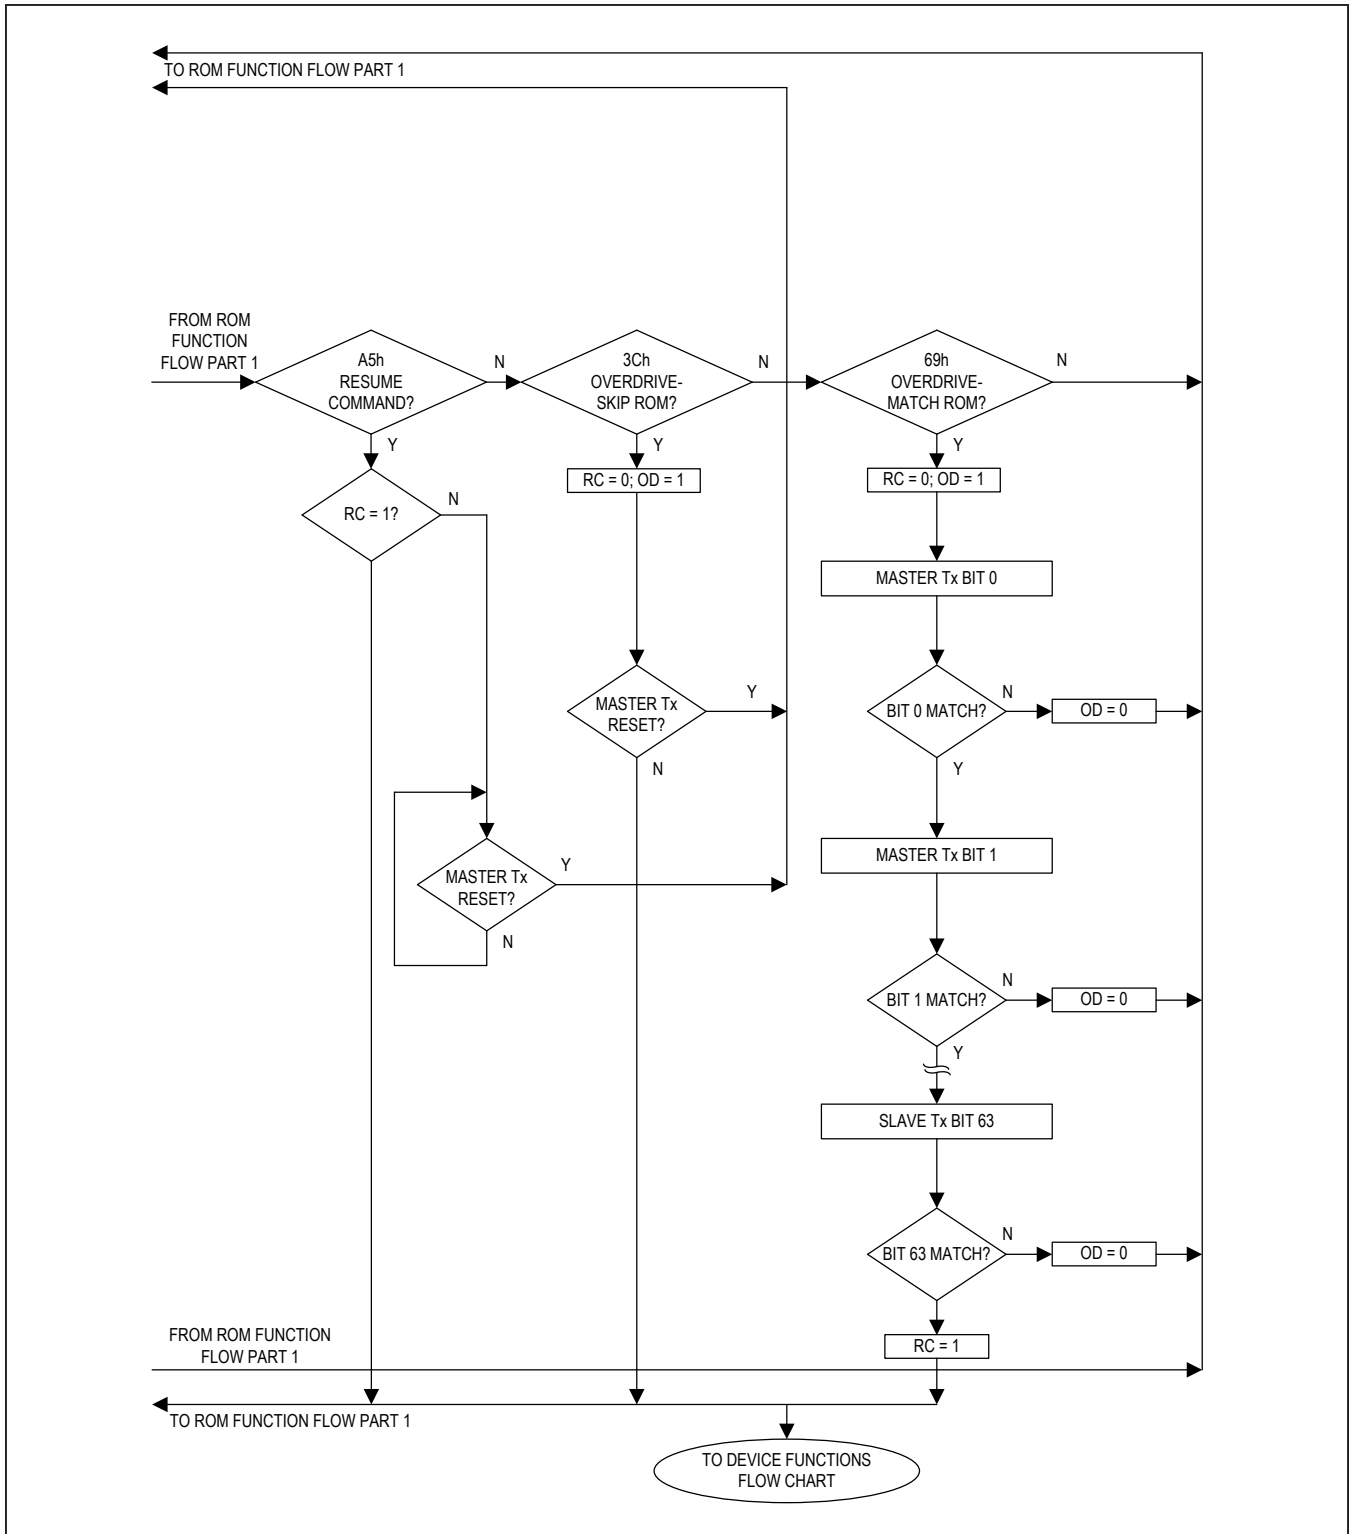 TO ROM FUNCTION FLOW PART 1
FROM ROM
FUNCTION
FLOW PART 1
A5h
RESUME
COMMAND?
N
Y
3Ch
OVERDRIVE-
SKIP ROM?
N
Y
69h
OVERDRIVE-
MATCH ROM?
N
Y
RC = 1?
N
RC = 0; OD = 1
RC = 0; OD = 1
MASTER Tx BIT 0
MASTER Tx
RESET?
Y
N
BIT 0 MATCH?
N
OD = 0
Y
MASTER Tx BIT 1
MASTER Tx
RESET?
Y
N
BIT 1 MATCH?
N
OD = 0
Y
SLAVE Tx BIT 63
BIT 63 MATCH?
N
OD = 0
RC = 1
FROM ROM FUNCTION
FLOW PART 1
TO ROM FUNCTION FLOW PART 1
TO DEVICE FUNCTIONS
FLOW CHART